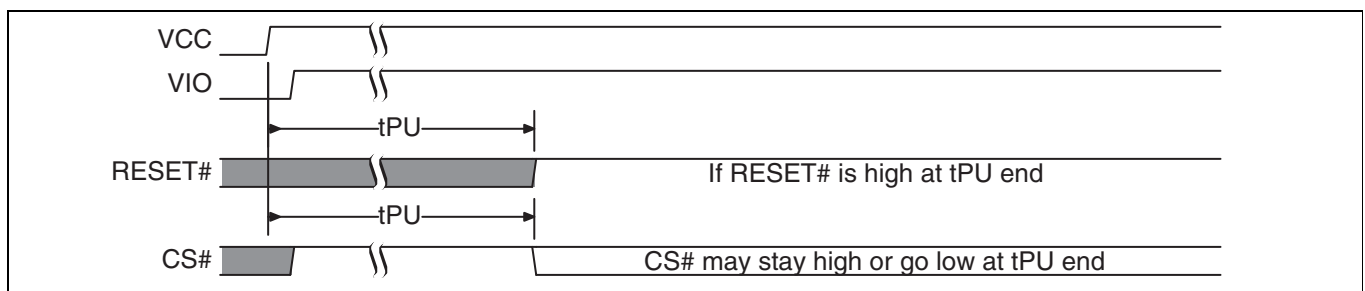 VCC
VIO
tPU
RESET#
If RESET# is high at tPU end
tPU
CS#
CS# may stay high or go low at tPU end